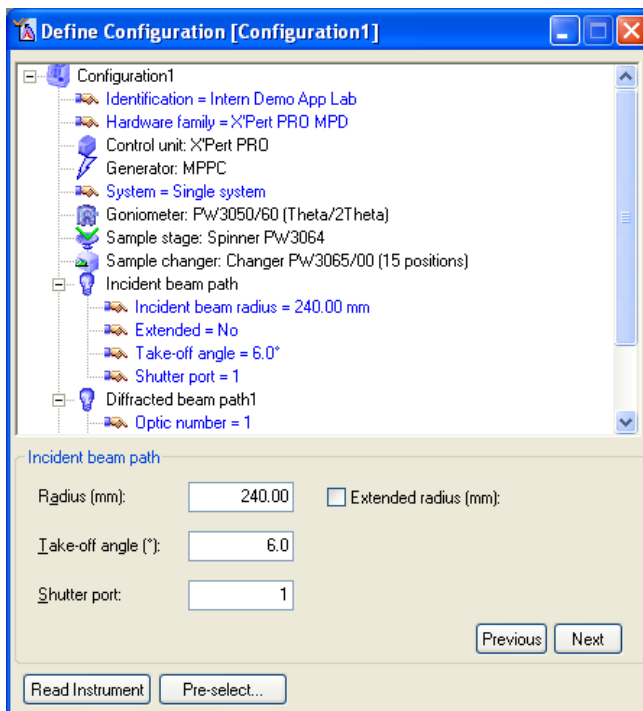 Define Configuration [Configuration1]
Configuration1
Identification = Intern Demo App Lab
Hardware family = X'Pert PRO MPD
Control unit: X'Pert PRO
Generator: MPPC
System = Single system
Goniometer: PW3050/60 (Theta/2Theta)
Sample stage: Spinner PW3064
Sample changer: Changer PW3065/00 (15 positions)
Incident beam path
Incident beam radius = 240.00 mm
Extended = No
Take-off angle = 6.0°
Shutter port = 1
Diffracted beam path1
Optic number = 1
Incident beam path
Radius (mm): 240.00 Extended radius (mm):
Take-off angle (°): 6.0
Shutter port: 1
Previous Next
Read Instrument Pre-select...